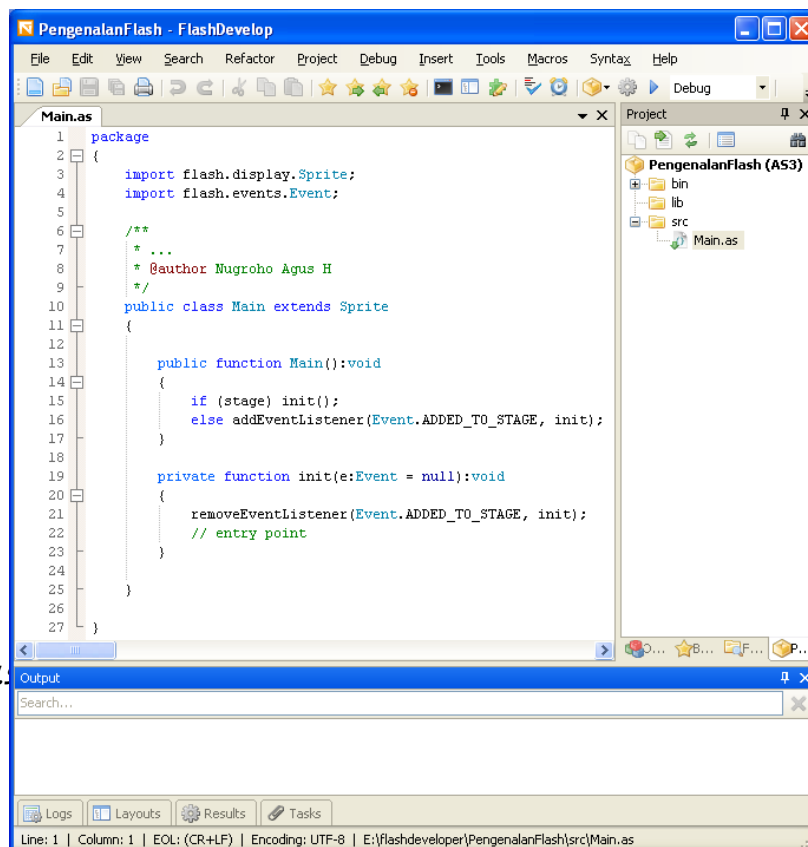 PengenalanFlash - FlashDevelop
File Edit View Search Refactor Project Debug Insert Tools Macros Syntax Help
Debug
Main.as
1 package
2 {
3 import flash.display.Sprite;
4 import flash.events.Event;
5
6 /**
7 * ...
8 * @author Nugroho Agus H
9 */
10 public class Main extends Sprite
11 {
12
13 public function Main():void
14 {
15 if (stage) init();
16 else addEventListener(Event.ADDED_TO_STAGE, init);
17 }
18
19 private function init(e:Event = null):void
20 {
21 removeEventListener(Event.ADDED_TO_STAGE, init);
22 // entry point
23 }
24
25 }
26
27 }
Project
PengenalanFlash (AS3)
bin
lib
src
Main.as
O... B... F... P...
Output
Search...
Logs Layouts Results Tasks
Line: 1 | Column: 1 | EOL: (CR+LF) | Encoding: UTF-8 | E:\flashdeveloper\PengenalanFlash\src\Main.as